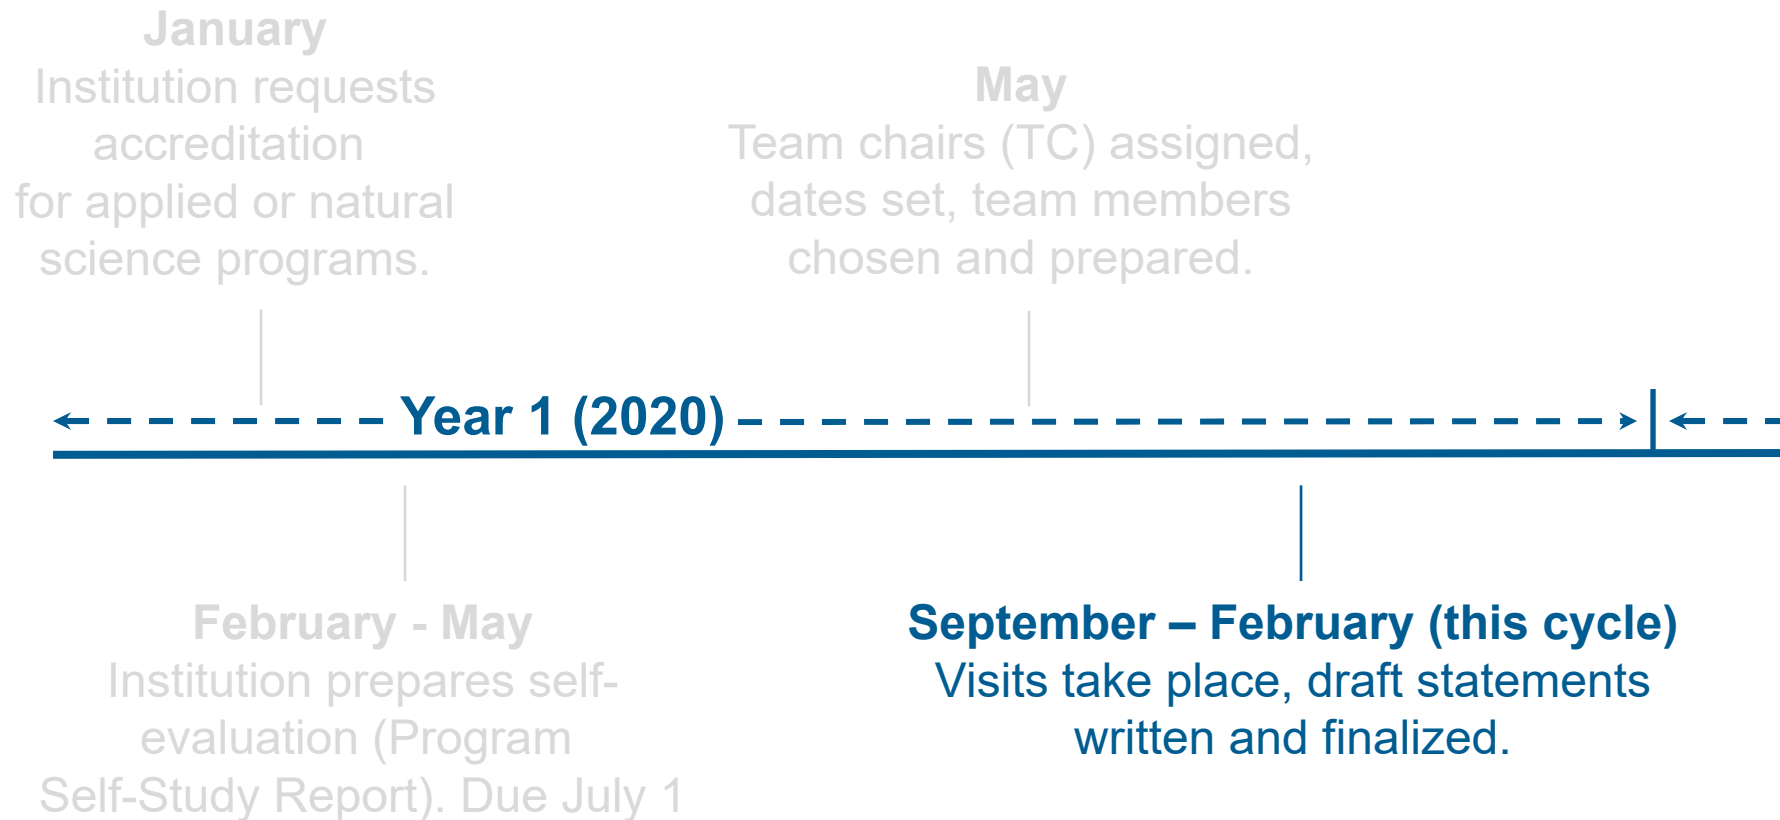 January
Institution requests
accreditation
for applied or natural
science programs.
May
Team chairs (TC) assigned,
dates set, team members
chosen and prepared.
Year 1 (2020)
February - May
Institution prepares self-
evaluation (Program
Self-Study Report). Due July 1
September – February (this cycle)
Visits take place, draft statements
written and finalized.